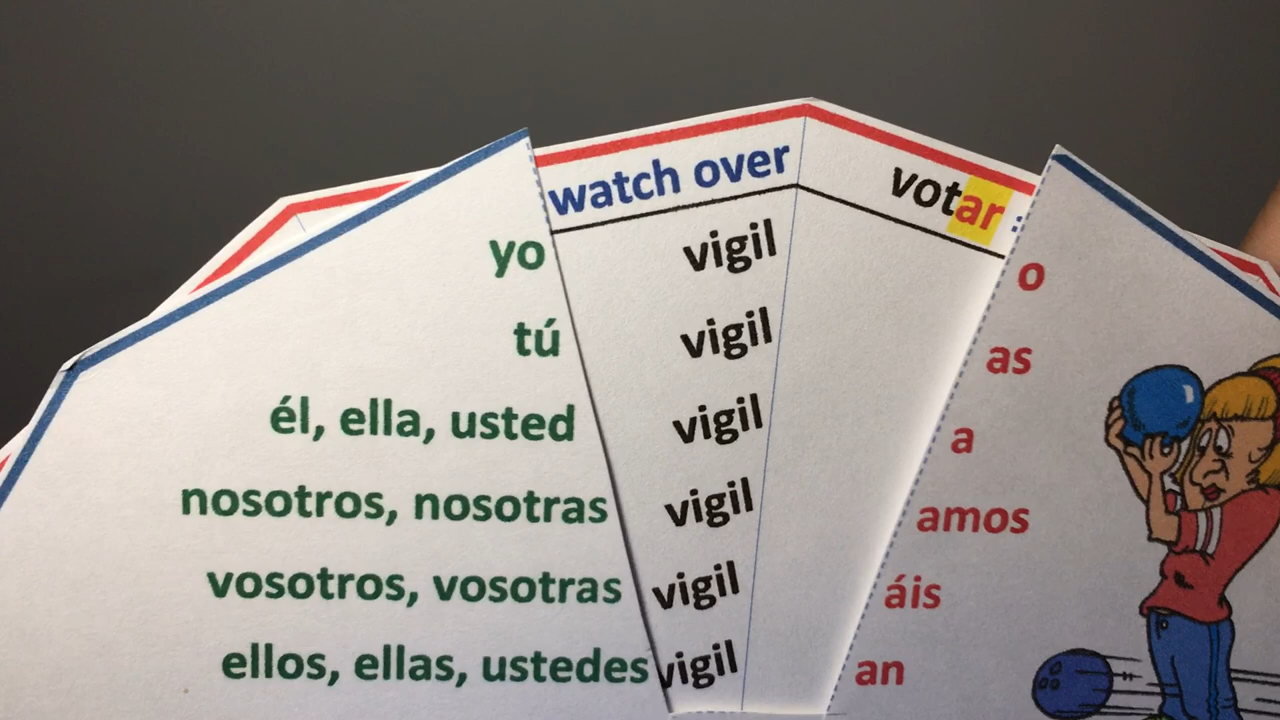 watch over votar :
yo vigil o
tú vigil as
él, ella, usted vigil a
nosotros, nosotras vigil amos
vosotros, vosotras vigil áis
ellos, ellas, ustedes vigil an